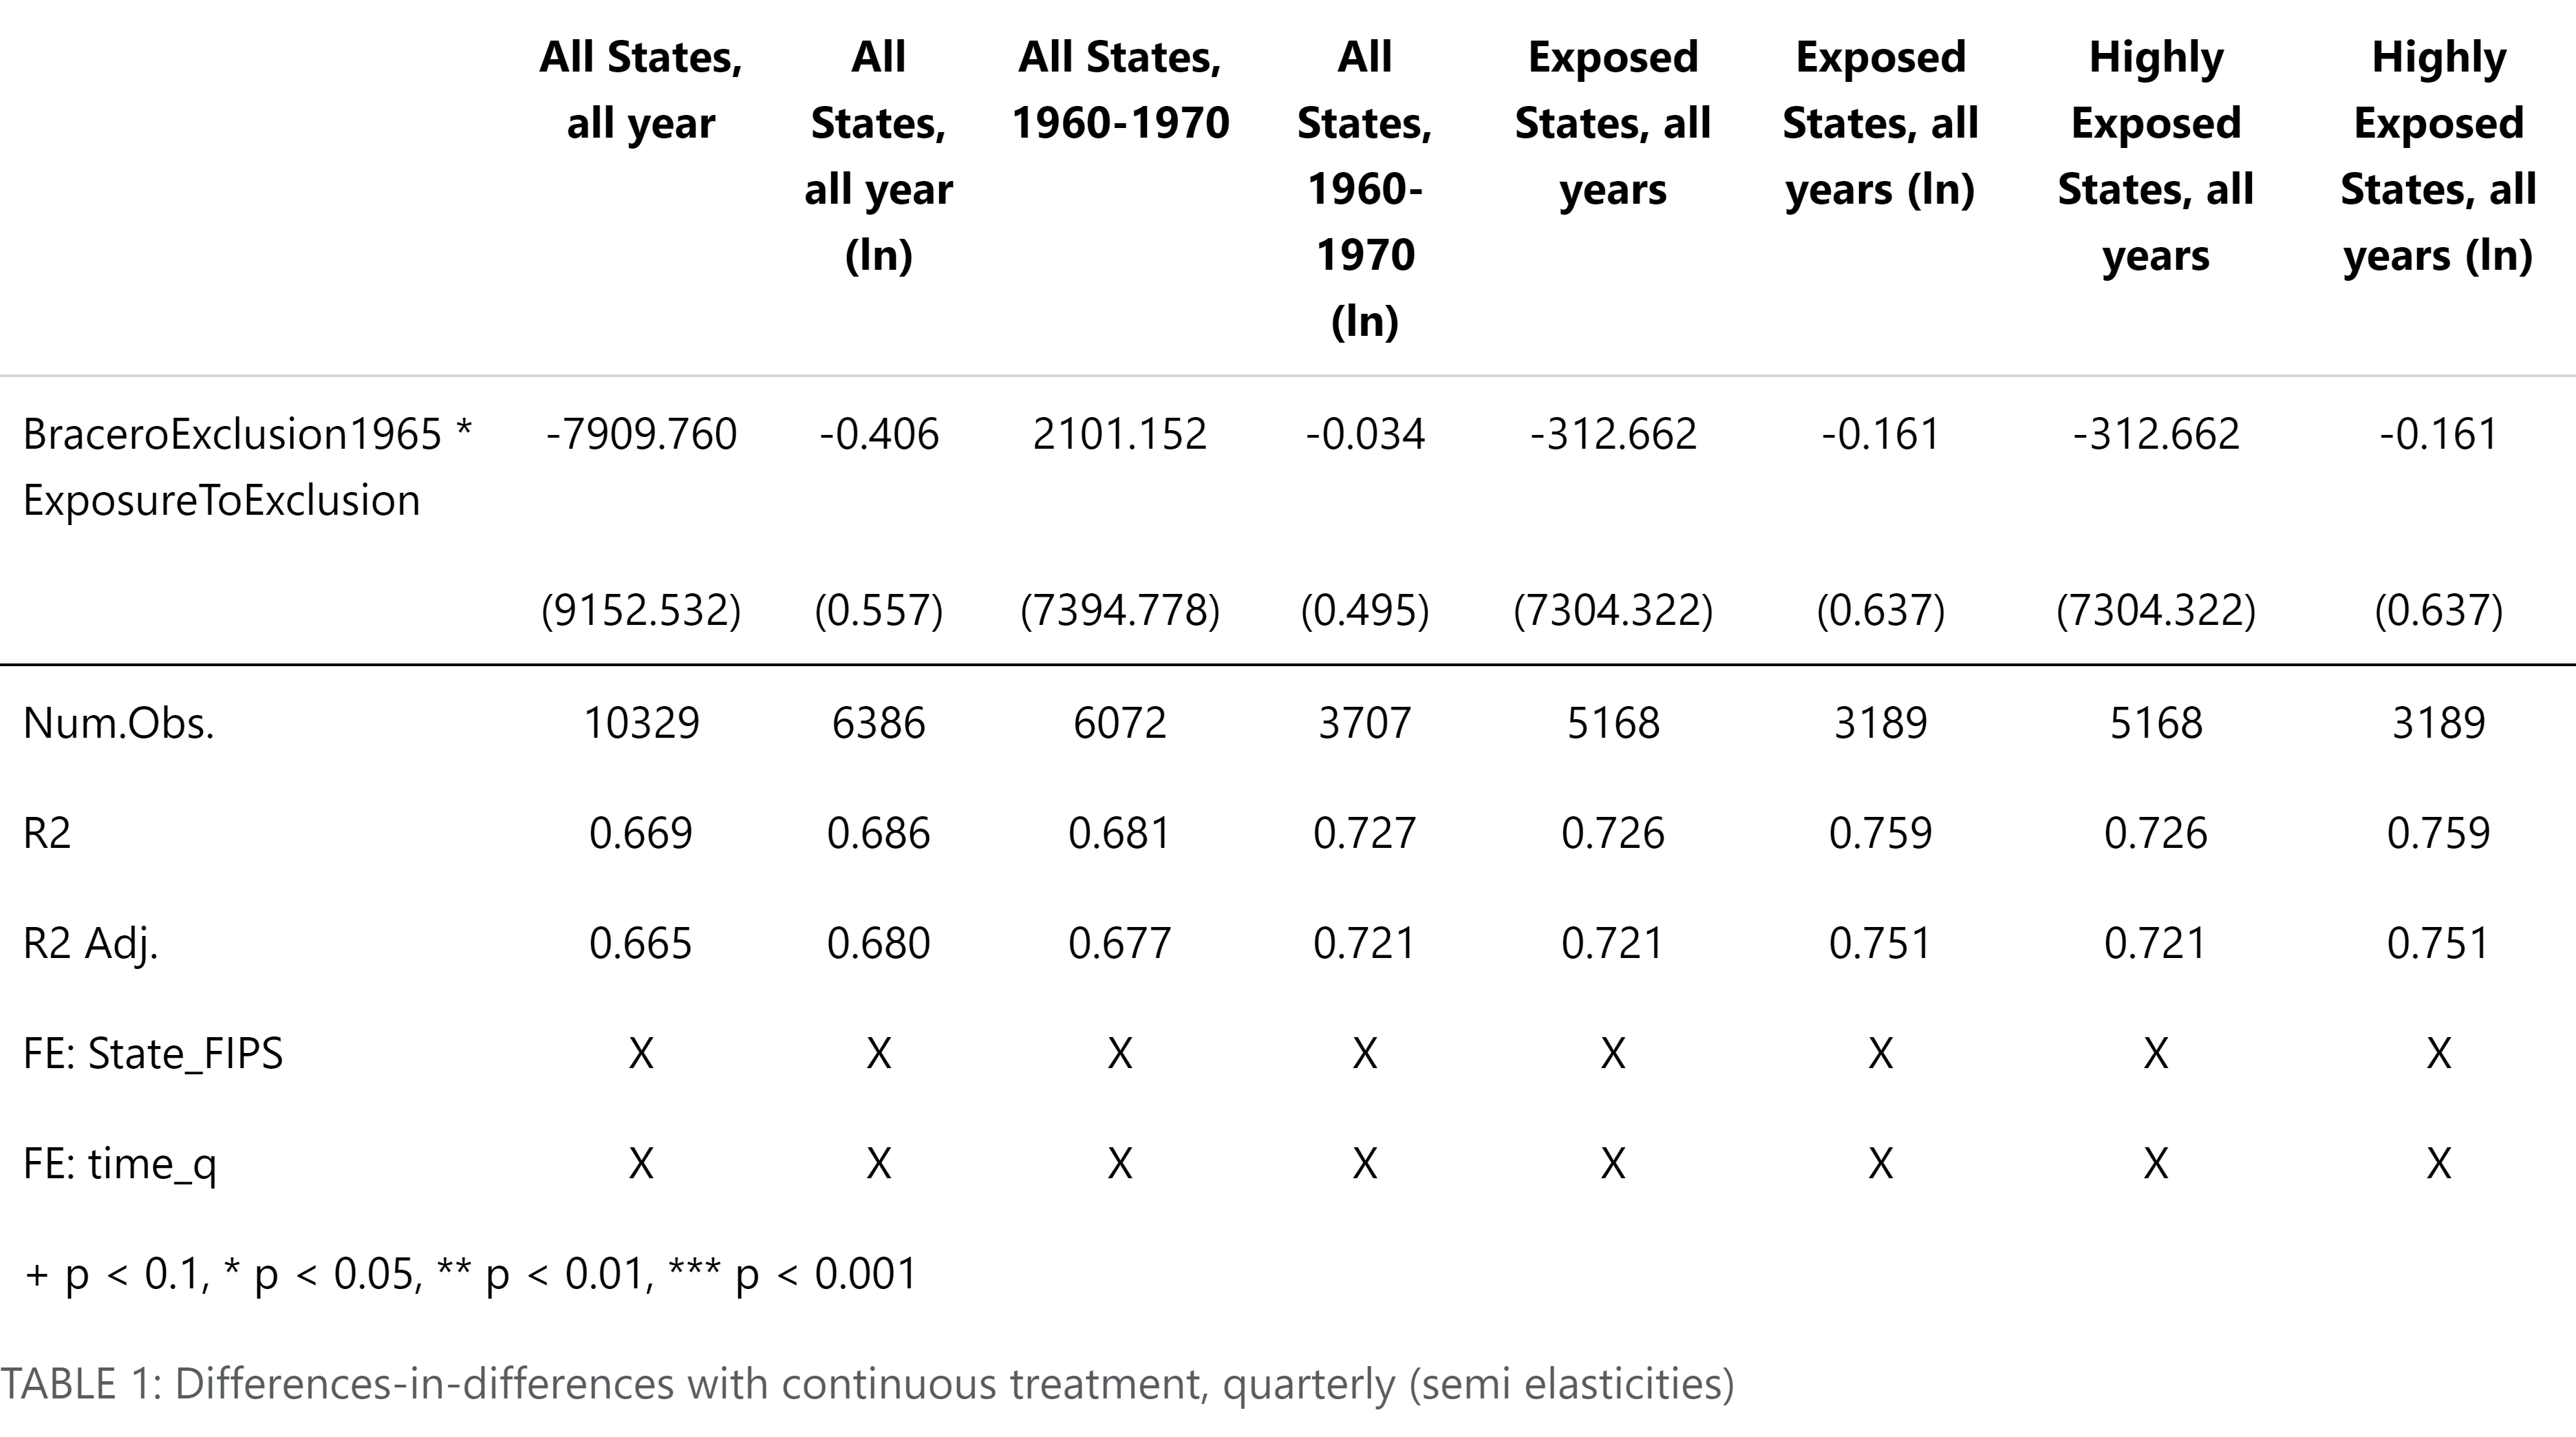 All States, all year | All States, all year (ln) | All States, 1960-1970 | All States, 1960-1970 (ln) | Exposed States, all years | Exposed States, all years (ln) | Highly Exposed States, all years | Highly Exposed States, all years (ln)
BraceroExclusion1965 * ExposureToExclusion | -7909.760 | -0.406 | 2101.152 | -0.034 | -312.662 | -0.161 | -312.662 | -0.161
(9152.532) | (0.557) | (7394.778) | (0.495) | (7304.322) | (0.637) | (7304.322) | (0.637)
Num.Obs. | 10329 | 6386 | 6072 | 3707 | 5168 | 3189 | 5168 | 3189
R2 | 0.669 | 0.686 | 0.681 | 0.727 | 0.726 | 0.759 | 0.726 | 0.759
R2 Adj. | 0.665 | 0.680 | 0.677 | 0.721 | 0.721 | 0.751 | 0.721 | 0.751
FE: State_FIPS | X | X | X | X | X | X | X | X
FE: time_q | X | X | X | X | X | X | X | X
+ p < 0.1, * p < 0.05, ** p < 0.01, *** p < 0.001
TABLE 1: Differences-in-differences with continuous treatment, quarterly (semi elasticities)